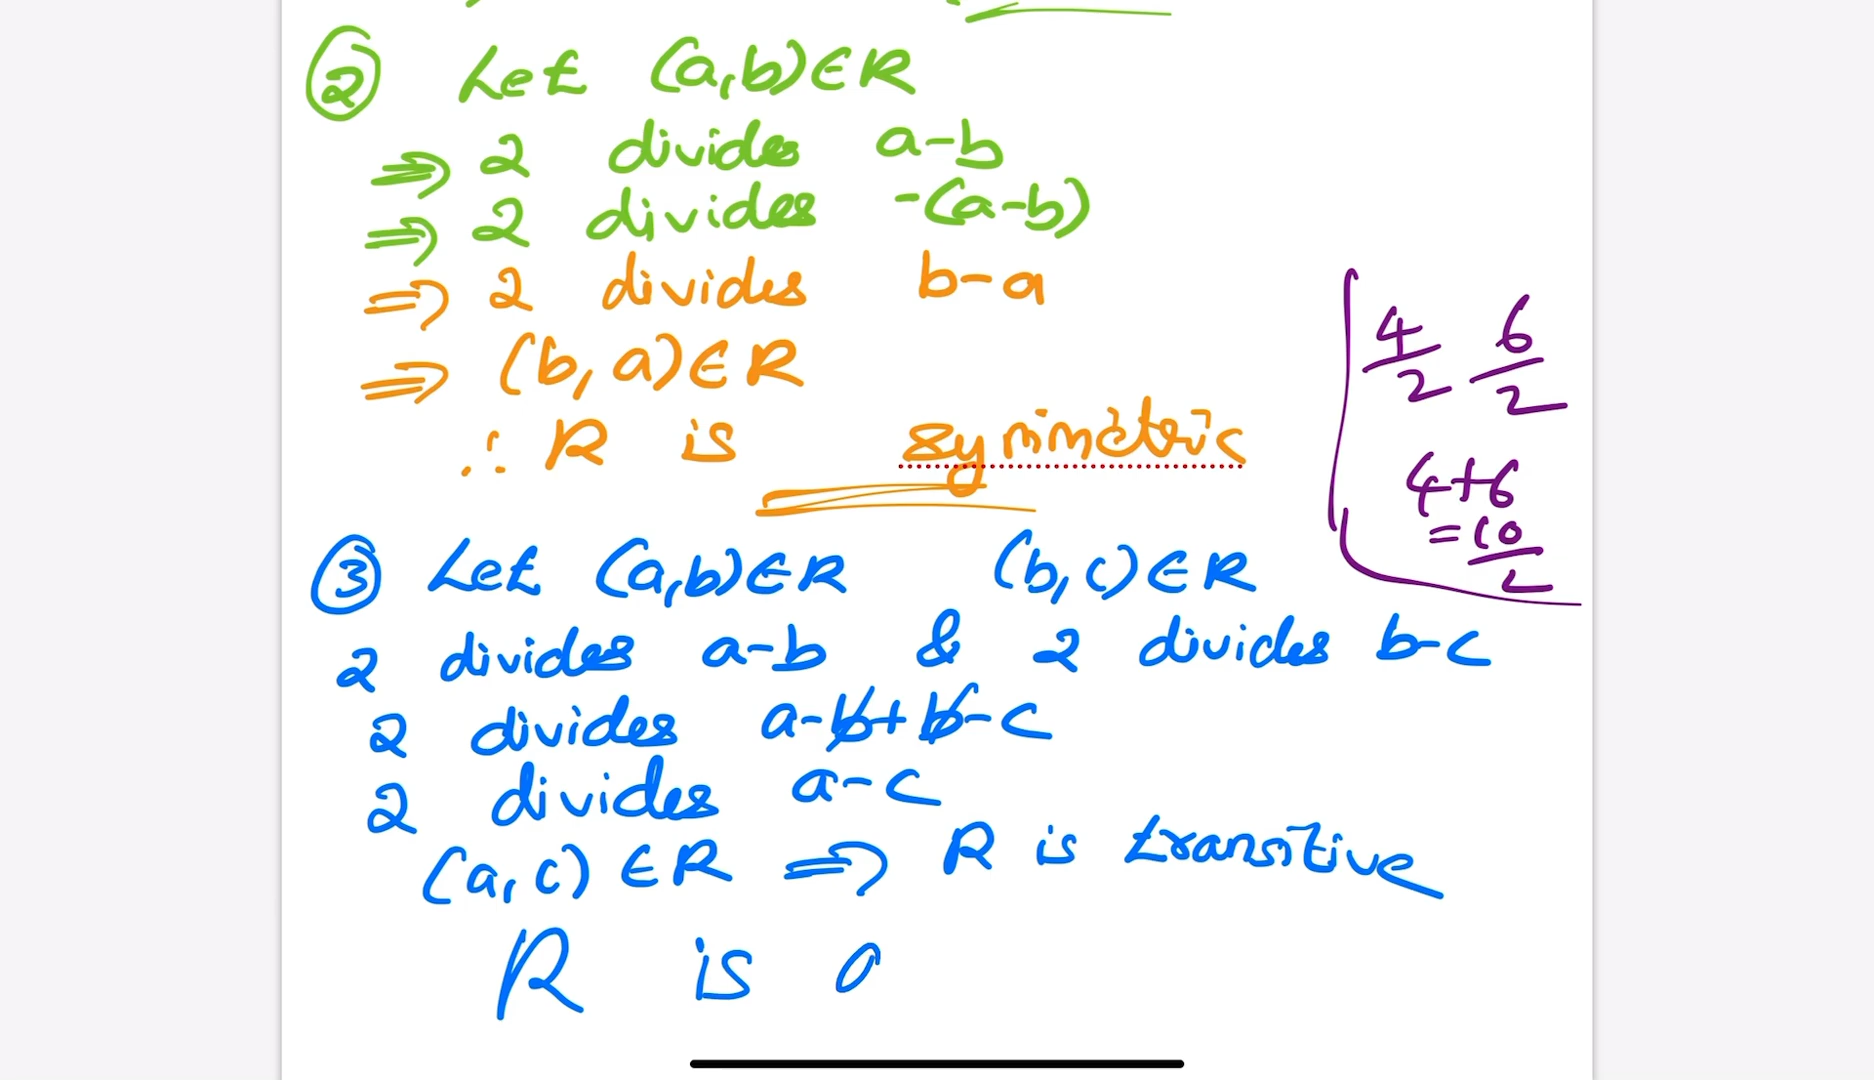 ② Let (a,b)∈R
⇒ 2 divides a-b
⇒ 2 divides -(a-b)
⇒ 2 divides b-a
⇒ (b,a)∈R
∴ R is symmetric
4/2 6/2
4+6
=10/2
③ Let (a,b)∈R (b,c)∈R
2 divides a-b & 2 divides b-c
2 divides a-b+b-c
2 divides a-c
(a,c)∈R ⇒ R is transitive
R is a